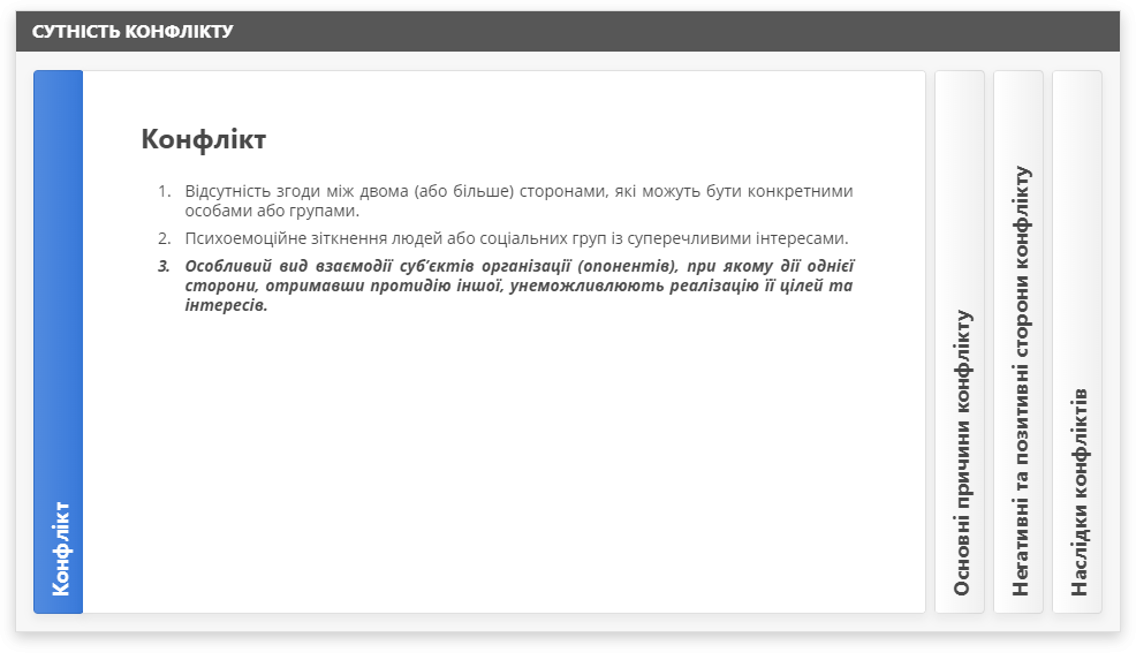 СУТНІСТЬ КОНФЛІКТУ
Конфлікт
Конфлікт
1. Відсутність згоди між двома (або більше) сторонами, які можуть бути конкретними
особами або групами.
2. Психоемоційне зіткнення людей або соціальних груп із суперечливими інтересами.
3. Особливий вид взаємодії суб’єктів організації (опонентів), при якому дії однієї
сторони, отримавши протидію іншої, унеможливлюють реалізацію її цілей та
інтересів.
Основні причини конфлікту
Негативні та позитивні сторони конфлікту
Наслідки конфліктів